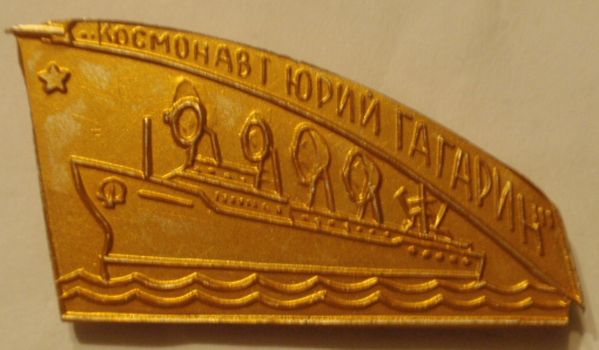 „КОСМОНАВТ ЮРИЙ ГАГАРИН"